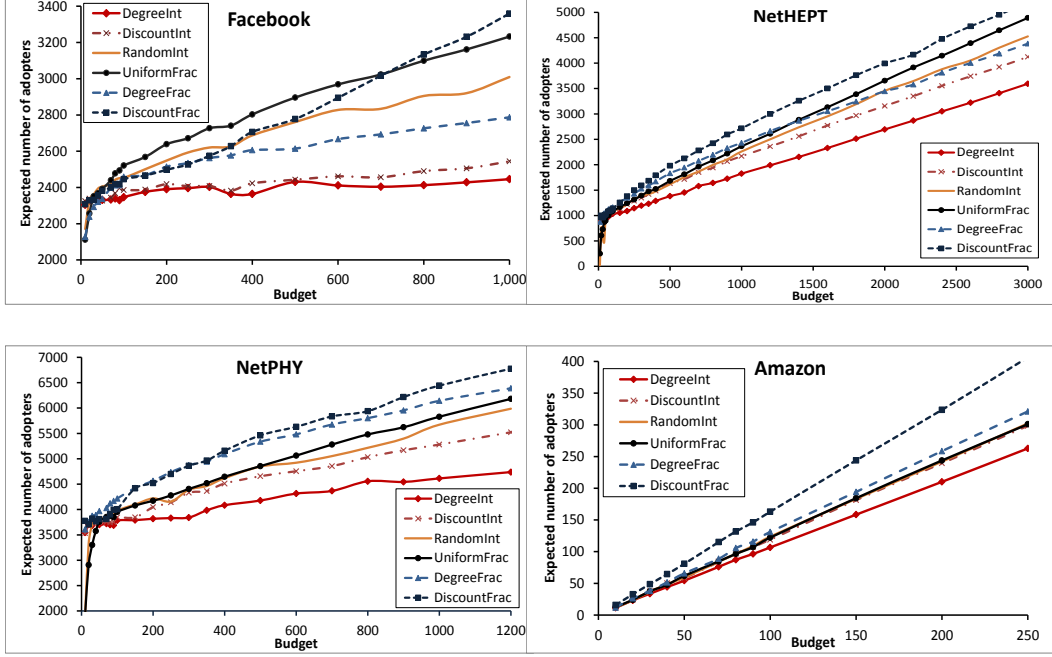 Facebook
Expected number of adopters
3400
3200
3000
2800
2600
2400
2200
2000
DegreeInt
DiscountInt
RandomInt
UniformFrac
DegreeFrac
DiscountFrac
0 200 400 600 800 1,000
Budget
NetHEPT
Expected number of adopters
5000
4500
4000
3500
3000
2500
2000
1500
1000
500
0
DegreeInt
DiscountInt
RandomInt
UniformFrac
DegreeFrac
DiscountFrac
0 500 1000 1500 2000 2500 3000
Budget
NetPHY
Expected number of adopters
7000
6500
6000
5500
5000
4500
4000
3500
3000
2500
2000
DegreeInt
DiscountInt
RandomInt
UniformFrac
DegreeFrac
DiscountFrac
0 200 400 600 800 1000 1200
Budget
Amazon
Expected number of adopters
400
350
300
250
200
150
100
50
0
DegreeInt
DiscountInt
RandomInt
UniformFrac
DegreeFrac
DiscountFrac
0 50 100 150 200 250
Budget